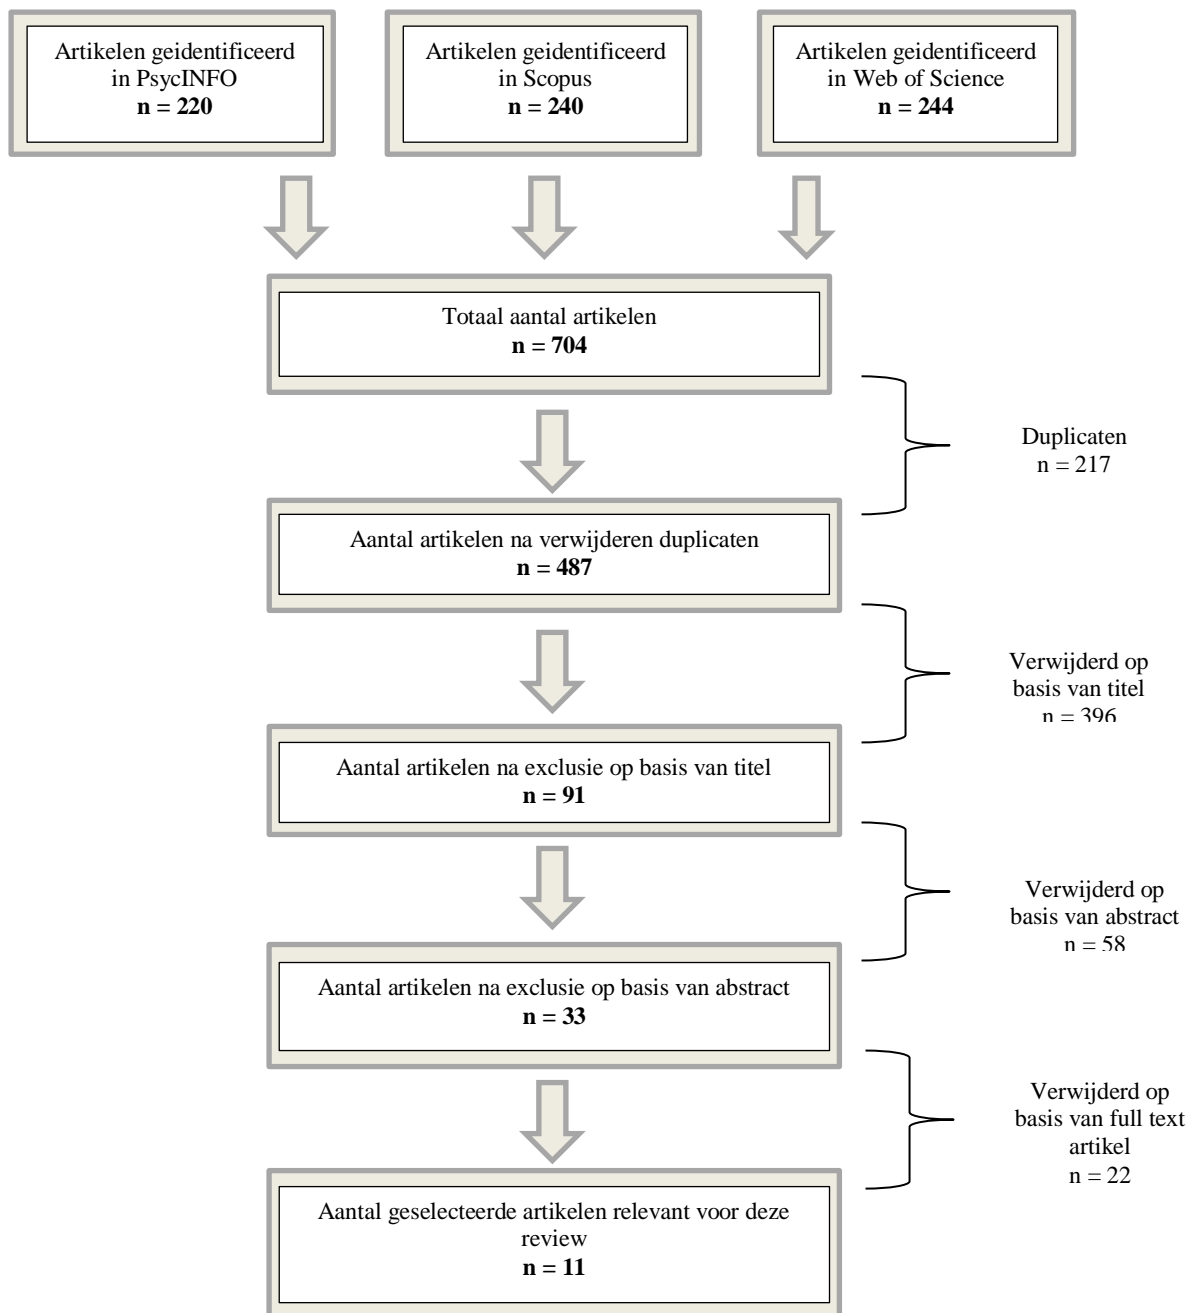 Artikelen geidentificeerd
in PsycINFO
n = 220
Artikelen geidentificeerd
in Scopus
n = 240
Artikelen geidentificeerd
in Web of Science
n = 244
Totaal aantal artikelen
n = 704
Duplicaten
n = 217
Aantal artikelen na verwijderen duplicaten
n = 487
Verwijderd op
basis van titel
n = 396
Aantal artikelen na exclusie op basis van titel
n = 91
Verwijderd op
basis van abstract
n = 58
Aantal artikelen na exclusie op basis van abstract
n = 33
Verwijderd op
basis van full text
artikel
n = 22
Aantal geselecteerde artikelen relevant voor deze
review
n = 11